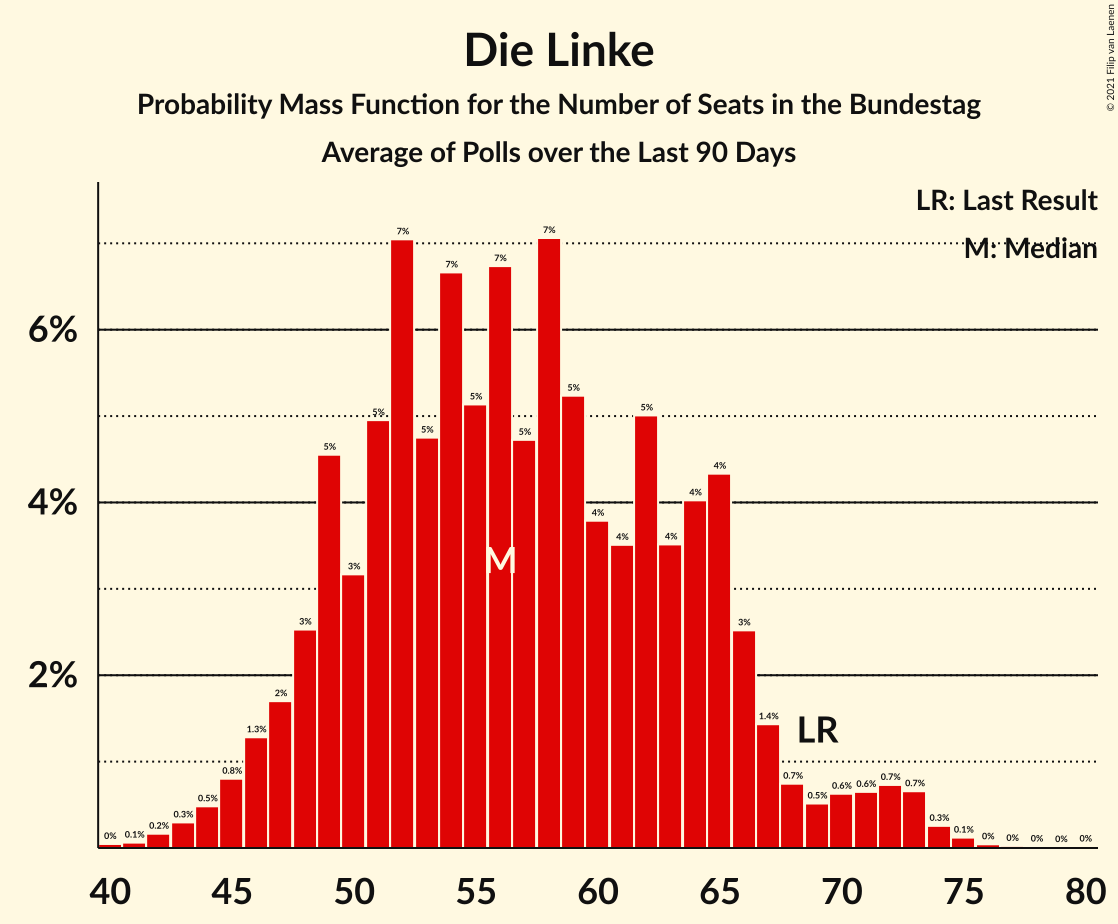 Die Linke
Probability Mass Function for the Number of Seats in the Bundestag
Average of Polls over the Last 90 Days
© 2021 Filip van Laenen
LR: Last Result
M: Median
6%
4%
2%
0% 0.1% 0.2% 0.3% 0.5% 0.8% 1.3% 2% 3% 5% 3% 5% 7% 5% 7% 5% 7% 5% 7% 5% 4% 4% 5% 4% 4% 4% 3% 1.4% 0.7% 0.5% 0.6% 0.6% 0.7% 0.7% 0.3% 0.1% 0% 0% 0% 0% 0%
M
LR
40 45 50 55 60 65 70 75 80